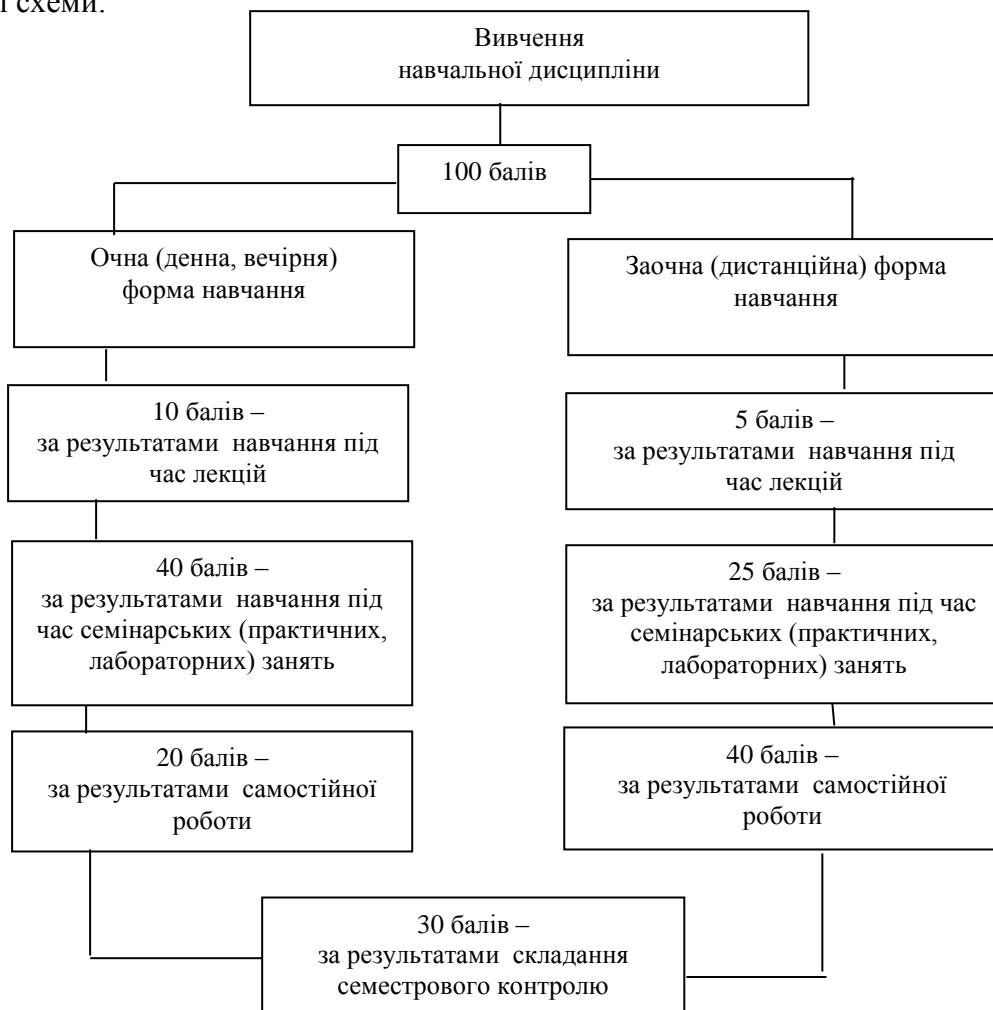 і схеми.
Вивчення
навчальної дисципліни
100 балів
Очна (денна, вечірня)
форма навчання
Заочна (дистанційна) форма
навчання
10 балів –
за результатами навчання під
час лекцій
5 балів –
за результатами навчання під
час лекцій
40 балів –
за результатами навчання під
час семінарських (практичних,
лабораторних) занять
25 балів –
за результатами навчання під час
семінарських (практичних,
лабораторних) занять
20 балів –
за результатами самостійної
роботи
40 балів –
за результатами самостійної
роботи
30 балів –
за результатами складання
семестрового контролю